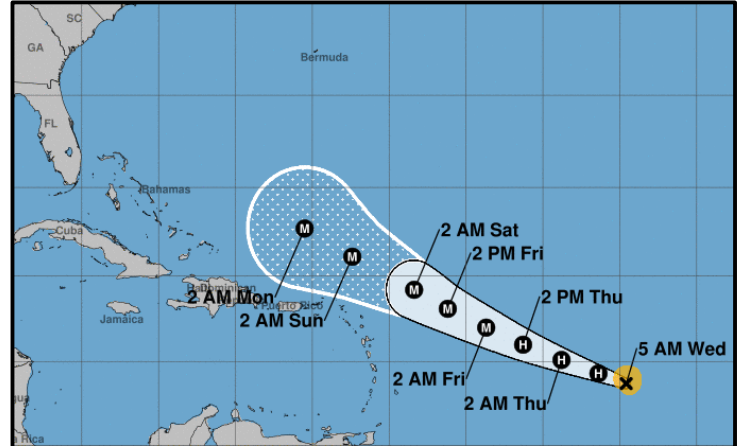 SC
GA
Bermuda
FL
Bahamas
Cuba
M
2 AM Sat
M
M
2 PM Fri
2 AM Mon
Dominican
Puerto Rico
M
2 PM Thu
Jamaica
2 AM Sun
M
H
5 AM Wed
H
H
2 AM Fri
2 AM Thu
a Rica